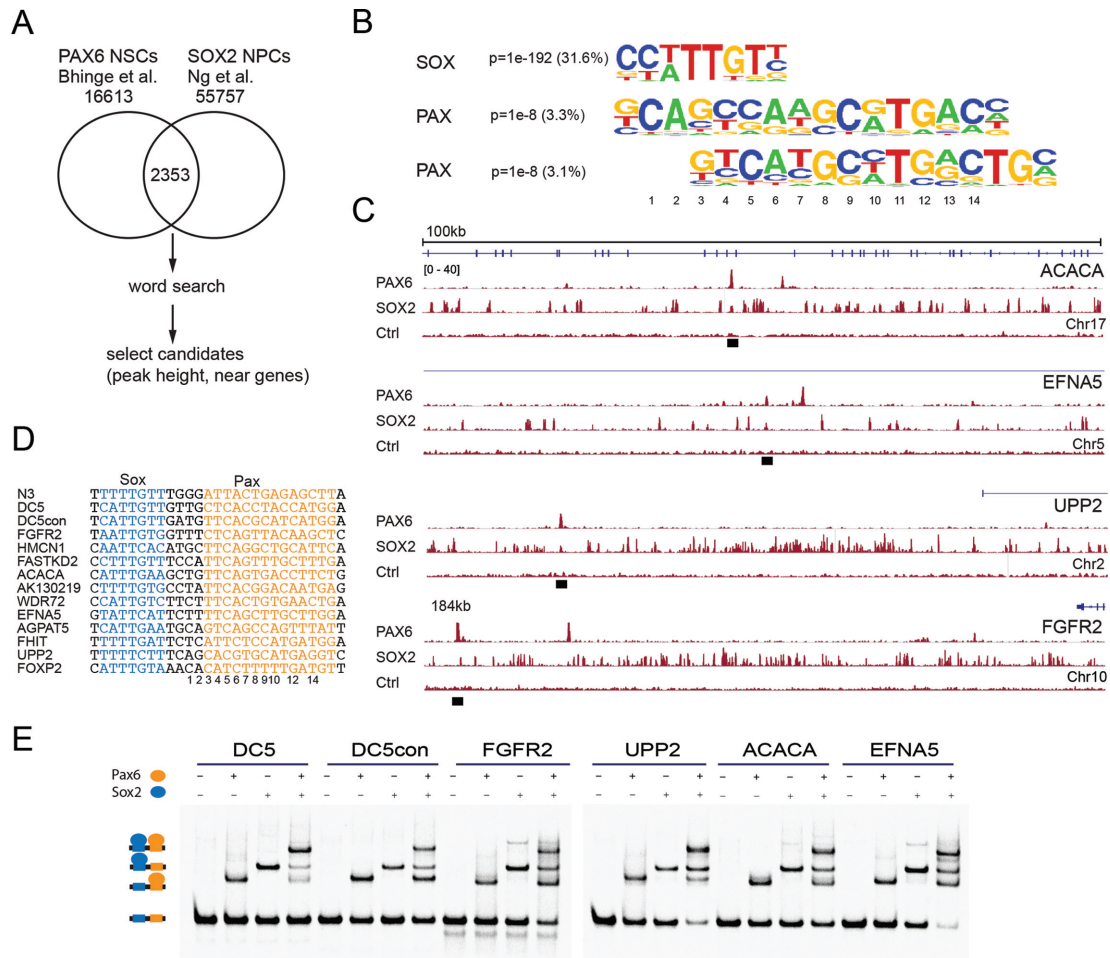 A
PAX6 NSCs SOX2 NPCs
Bhinge et al. Ng et al.
16613 55757
2353
word search
select candidates
(peak height, near genes)
B
SOX p=1e-192 (31.6%) CCTTTGTT
PAX p=1e-8 (3.3%) GCAGCCAAGCGTGACC
PAX p=1e-8 (3.1%) GTCATGCCTGACTGC
1 2 3 4 5 6 7 8 9 10 11 12 13 14
C
100kb
[0 - 40] ACACA
PAX6
SOX2
Ctrl Chr17
EFNA5
PAX6
SOX2
Ctrl Chr5
UPP2
PAX6
SOX2
Ctrl Chr2
184kb
FGFR2
PAX6
SOX2
Ctrl Chr10
D
Sox Pax
N3 TTTTTGTTTGGGATTACTGAGAGCTTA
DC5 TCATTGTTGTTGCTCACCTACCATGGA
DC5con TCATTGTTGATGTTCACGCATCATGGA
FGFR2 TAATTGTGGTTTCTCAGTTACAAGCTC
HMCN1 CAATTCACATGCTTCAGGCTGCATTCA
FASTKD2 CCTTTGTTTCCATTCAGTTTGCTTTGA
ACACA CATTTGAAGCTGTTCAGTGACCTTCTG
AK130219 CTTTTGTGCCTATTCACGGACAATGAG
WDR72 CCATTGTCTTCTTTCACTGTGAACTGA
EFNA5 GTATTCATTCTTTTCAGCTTGCTTGGA
AGPAT5 TCATTGAATGCAGTCAGCCAGTTTATT
FHIT TTTTTGATTCTCATTCTCCATGATGGA
UPP2 TTTTTCTTTCAGCACGCATGAGGTC
FOXP2 CATTTGTAAACACATCTTTTTGATGTT
1 2 3 4 5 6 7 8 9 10 12 14
E
DC5 DC5con FGFR2 UPP2 ACACA EFNA5
Pax6 – + – + – + – + – + – + – + – + – + – + – + – +
Sox2 – – + + – – + + – – + + – – + + – – + + – – + +